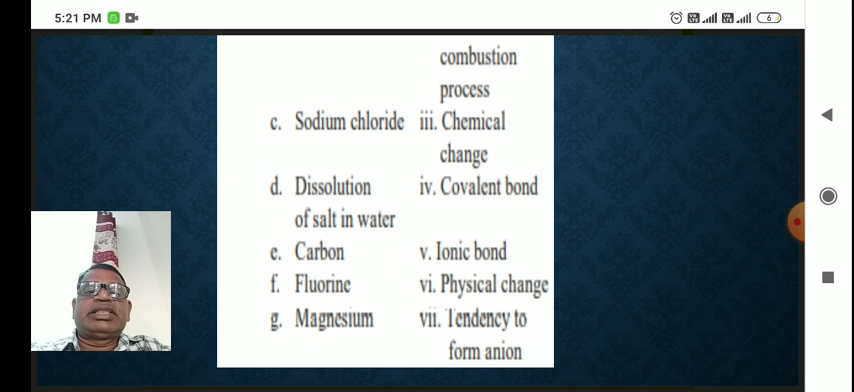 5:21 PM
6
combustion
process
c. Sodium chloride iii. Chemical
change
d. Dissolution iv. Covalent bond
of salt in water
e. Carbon v. Ionic bond
f. Fluorine vi. Physical change
g. Magnesium vii. Tendency to
form anion